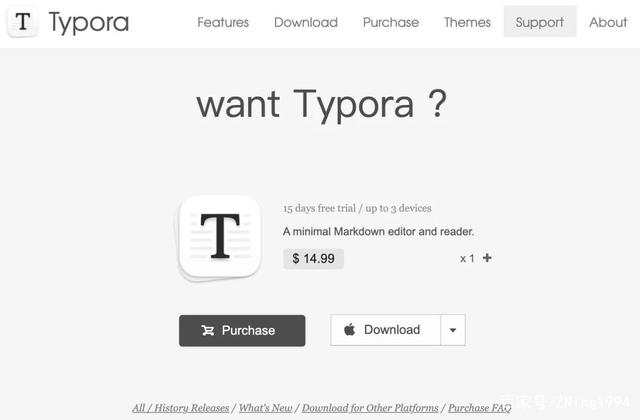 T Typora
Features Download Purchase Themes Support About
want Typora ?
T
15 days free trial / up to 3 devices
A minimal Markdown editor and reader.
$ 14.99 x 1 +
Purchase Download
All / History Releases / What's New / Download for Other Platforms / Purchase FAQ
百家号/ZNing1994